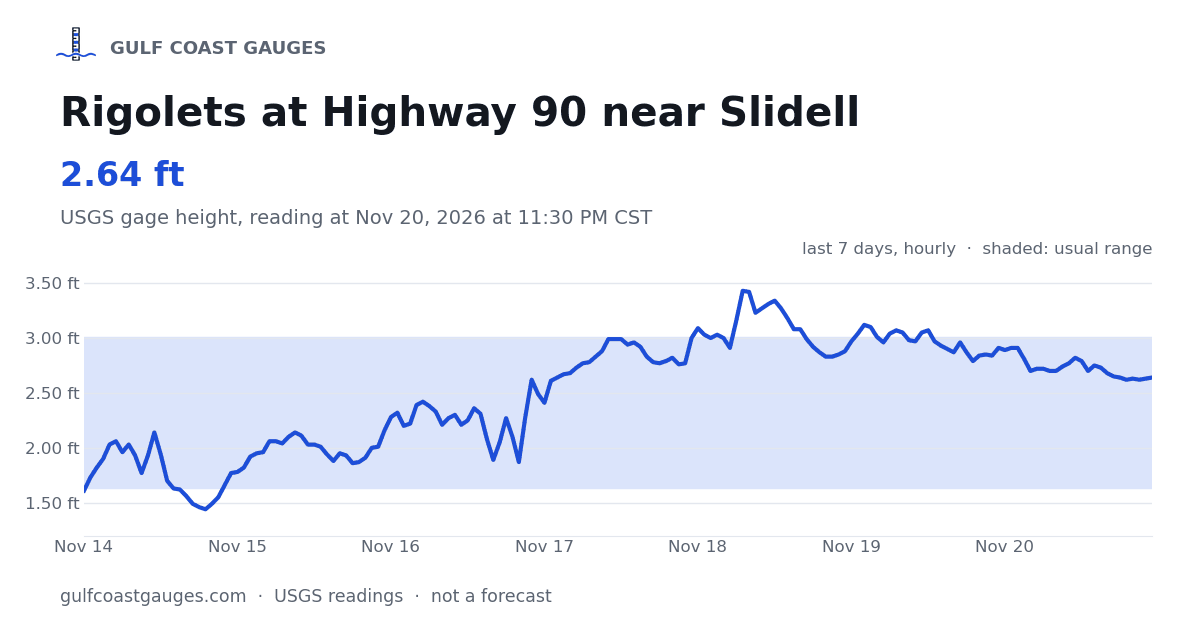 GULF COAST GAUGES
Rigolets at Highway 90 near Slidell
2.64 ft
USGS gage height, reading at Nov 20, 2026 at 11:30 PM CST
last 7 days, hourly · shaded: usual range
3.50 ft
3.00 ft
2.50 ft
2.00 ft
1.50 ft
Nov 14 Nov 15 Nov 16 Nov 17 Nov 18 Nov 19 Nov 20
gulfcoastgauges.com · USGS readings · not a forecast